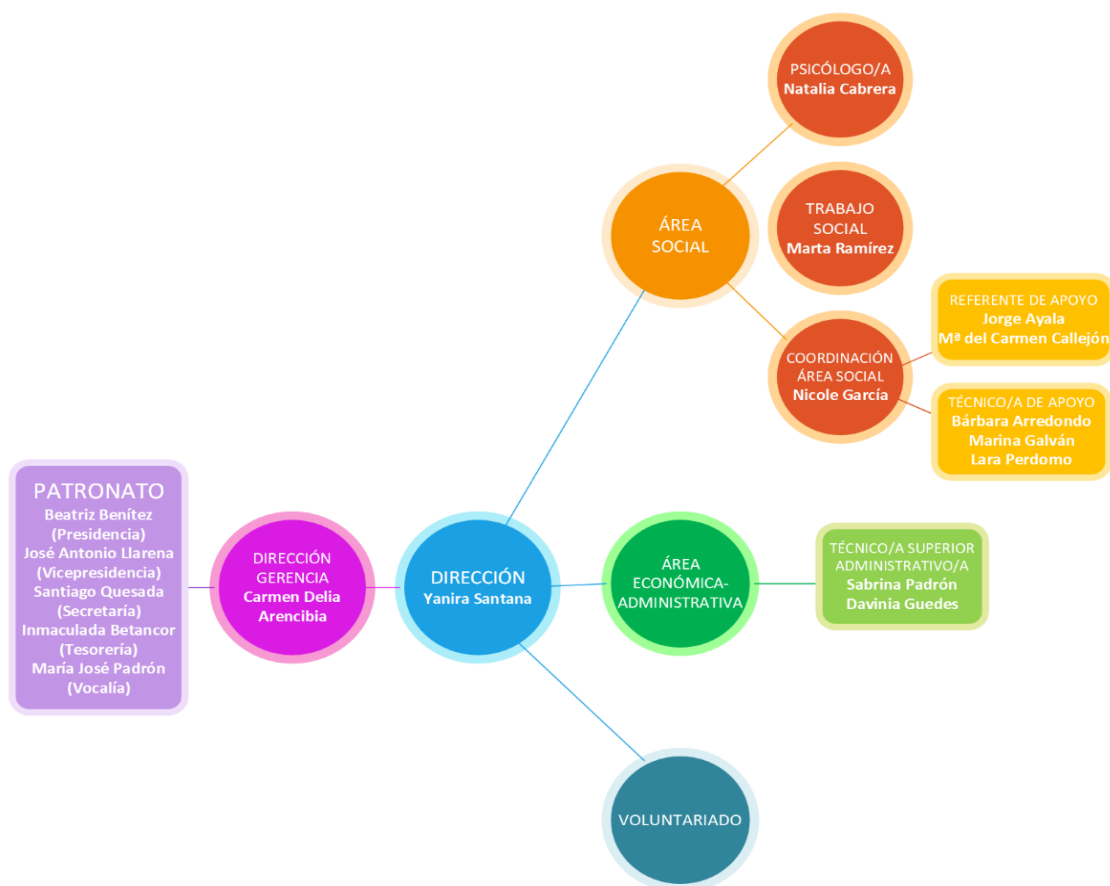 PATRONATO
Beatriz Benítez
(Presidencia)
José Antonio Llarena
(Vicepresidencia)
Santiago Quesada
(Secretaría)
Inmaculada Betancor
(Tesorería)
María José Padrón
(Vocalía)
DIRECCIÓN
GERENCIA
Carmen Delia
Arencibia
DIRECCIÓN
Yanira Santana
ÁREA
SOCIAL
PSICÓLOGO/A
Natalia Cabrera
TRABAJO
SOCIAL
Marta Ramírez
COORDINACIÓN
ÁREA SOCIAL
Nicole García
REFERENTE DE APOYO
Jorge Ayala
Mª del Carmen Callejón
TÉCNICO/A DE APOYO
Bárbara Arredondo
Marina Galván
Lara Perdomo
ÁREA
ECONÓMICA-
ADMINISTRATIVA
TÉCNICO/A SUPERIOR
ADMINISTRATIVO/A
Sabrina Padrón
Davinia Guedes
VOLUNTARIADO